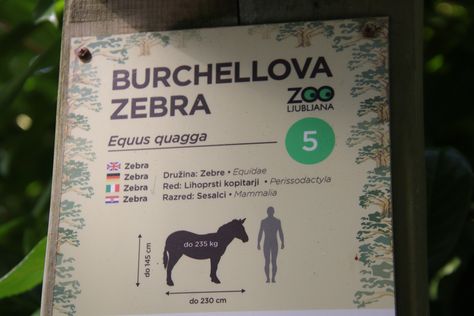 BURCHELLOVA
ZEBRA
ZOO
LJUBLJANA
Equus quagga
5
Zebra
Zebra
Zebra
Zebra
Družina: Zebre • Equidae
Red: Lihoprsti kopitarji • Perissodactyla
Razred: Sesalci • Mammalia
do 145 cm
do 235 kg
do 230 cm